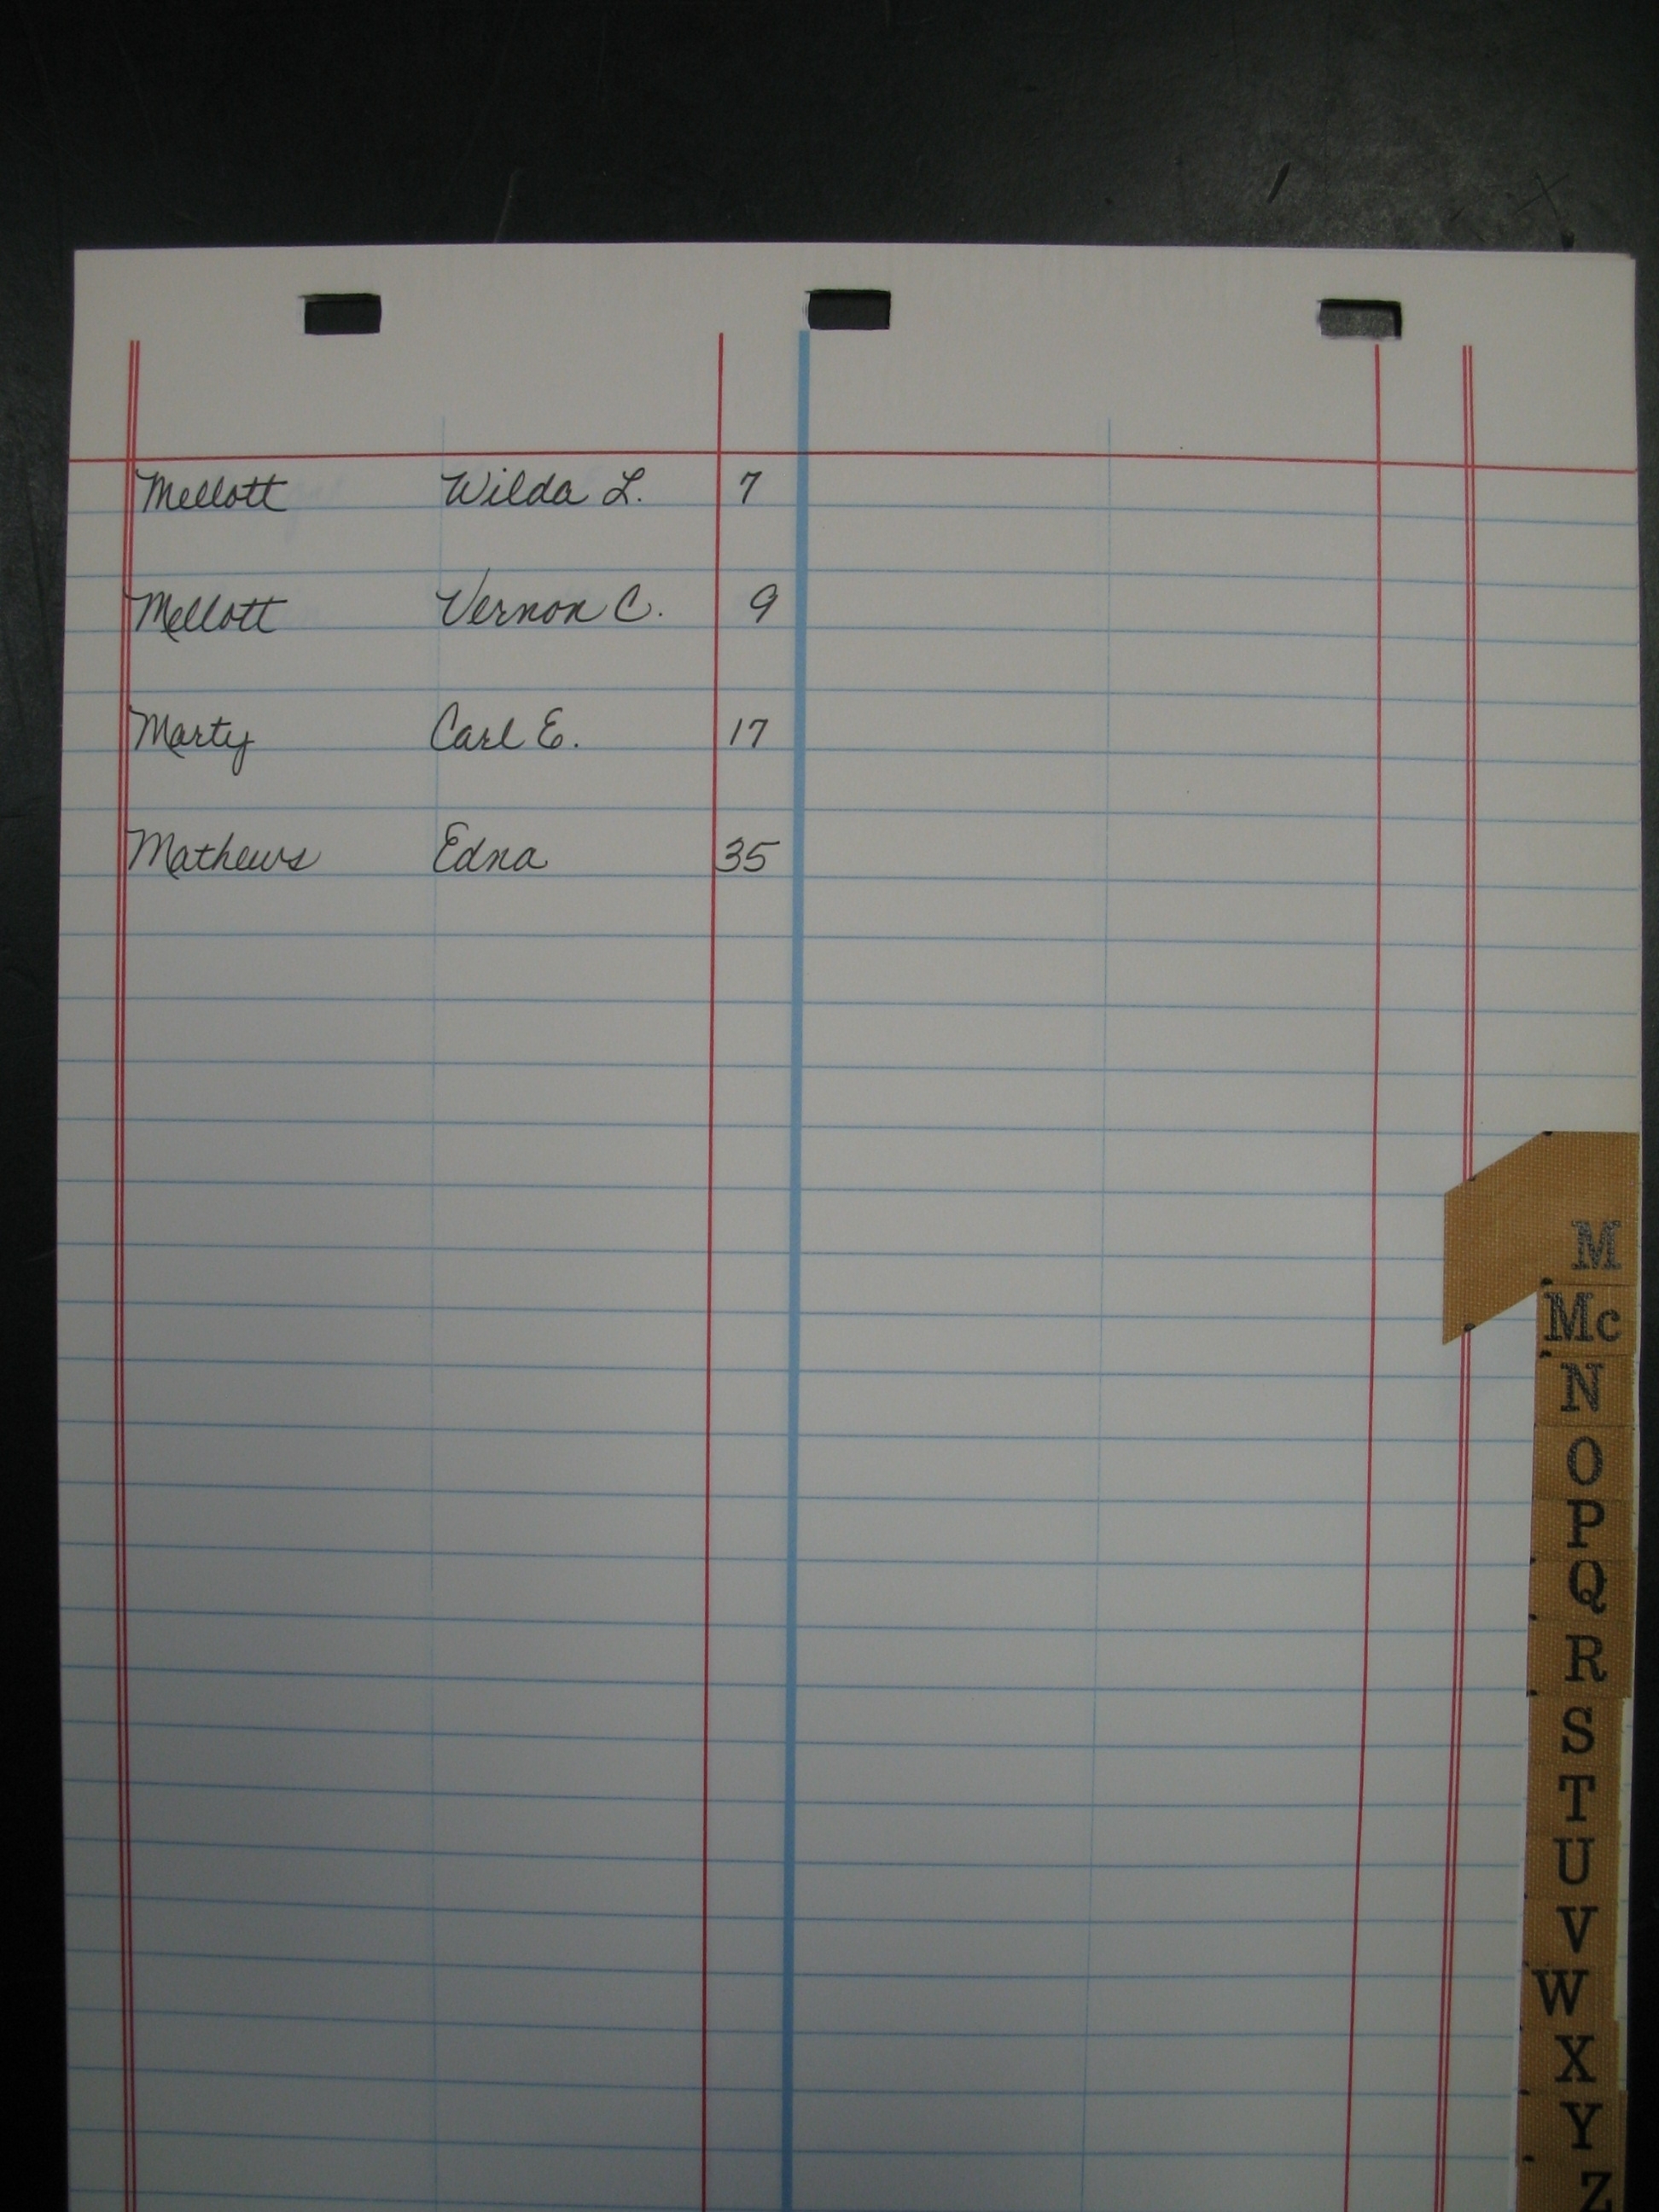 Mellott Wilda L. 7
Mellott Vernon C. 9
Marty Carl E. 17
Mathews Edna 35
M
Mc
N
O
P
Q
R
S
T
U
V
W
X
Y
Z